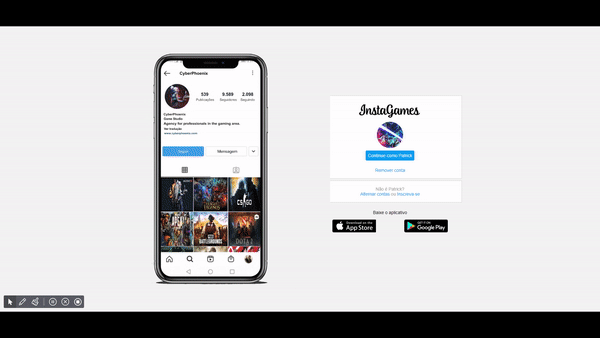 CyberPhoenix
539 9.589 2.098
Publicações Seguidores Seguindo
CyberPhoenix
Game Studio
Agency for professionals in the gaming area
Ver tradução
www.cyberphoenix.com
Seguir Mensagem
CS GO
BATTLEGROUNDS
InstaGames
Continue como Patrick
Remover conta
Não é Patrick?
Alternar contas ou Inscreva-se
Baixe o aplicativo
Download on the
App Store
GET IT ON
Google Play